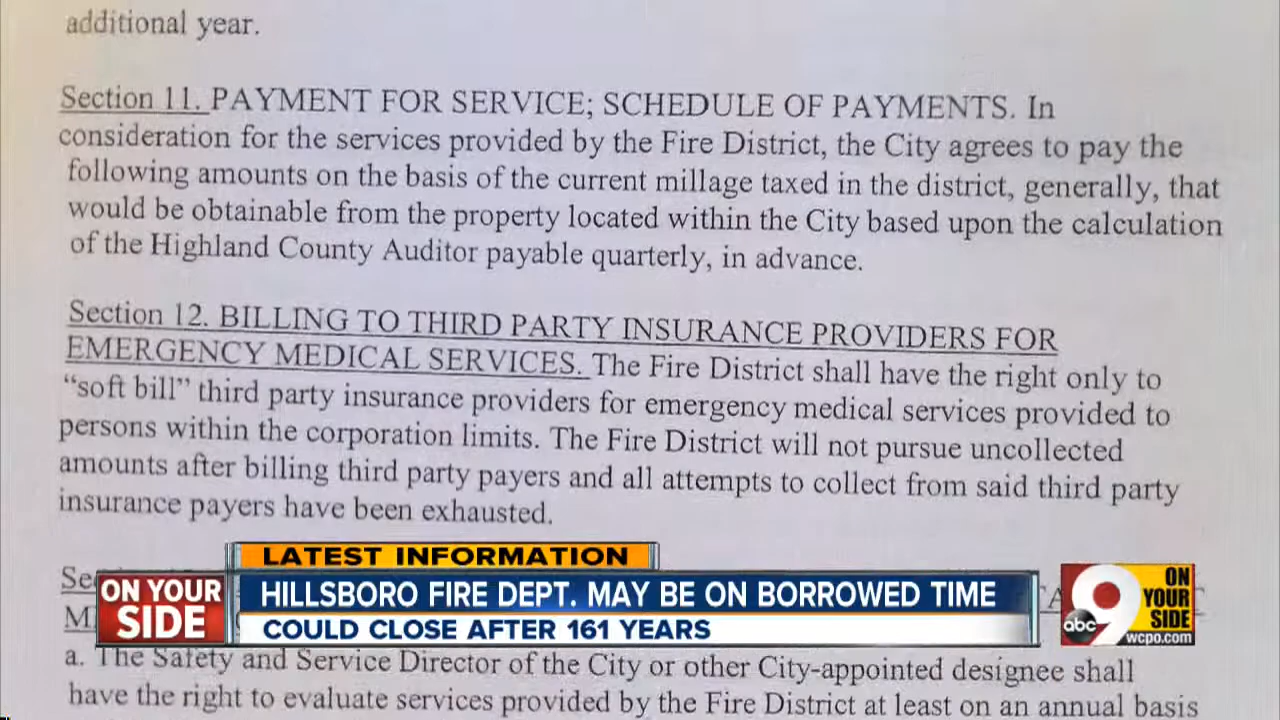 additional year.
Section 11. PAYMENT FOR SERVICE; SCHEDULE OF PAYMENTS. In
consideration for the services provided by the Fire District, the City agrees to pay the
following amounts on the basis of the current millage taxed in the district, generally, that
would be obtainable from the property located within the City based upon the calculation
of the Highland County Auditor payable quarterly, in advance.
Section 12. BILLING TO THIRD PARTY INSURANCE PROVIDERS FOR
EMERGENCY MEDICAL SERVICES. The Fire District shall have the right only to
“soft bill” third party insurance providers for emergency medical services provided to
persons within the corporation limits. The Fire District will not pursue uncollected
amounts after billing third party payers and all attempts to collect from said third party
insurance payers have been exhausted.
LATEST INFORMATION
ON YOUR
SIDE
HILLSBORO FIRE DEPT. MAY BE ON BORROWED TIME
COULD CLOSE AFTER 161 YEARS
abc 9
ON
YOUR
SIDE
wcpo.com
a. The Safety and Service Director of the City or other City-appointed designee shall
have the right to evaluate services provided by the Fire District at least on an annual basis